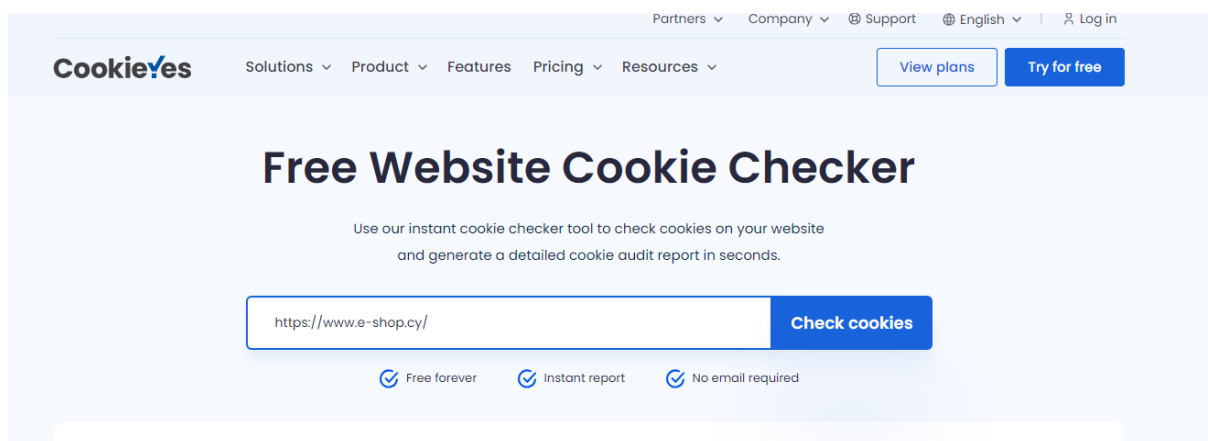 Partners Company Support English Log in
CookieYes Solutions Product Features Pricing Resources View plans Try for free
Free Website Cookie Checker
Use our instant cookie checker tool to check cookies on your website
and generate a detailed cookie audit report in seconds.
https://www.e-shop.cy/ Check cookies
Free forever Instant report No email required